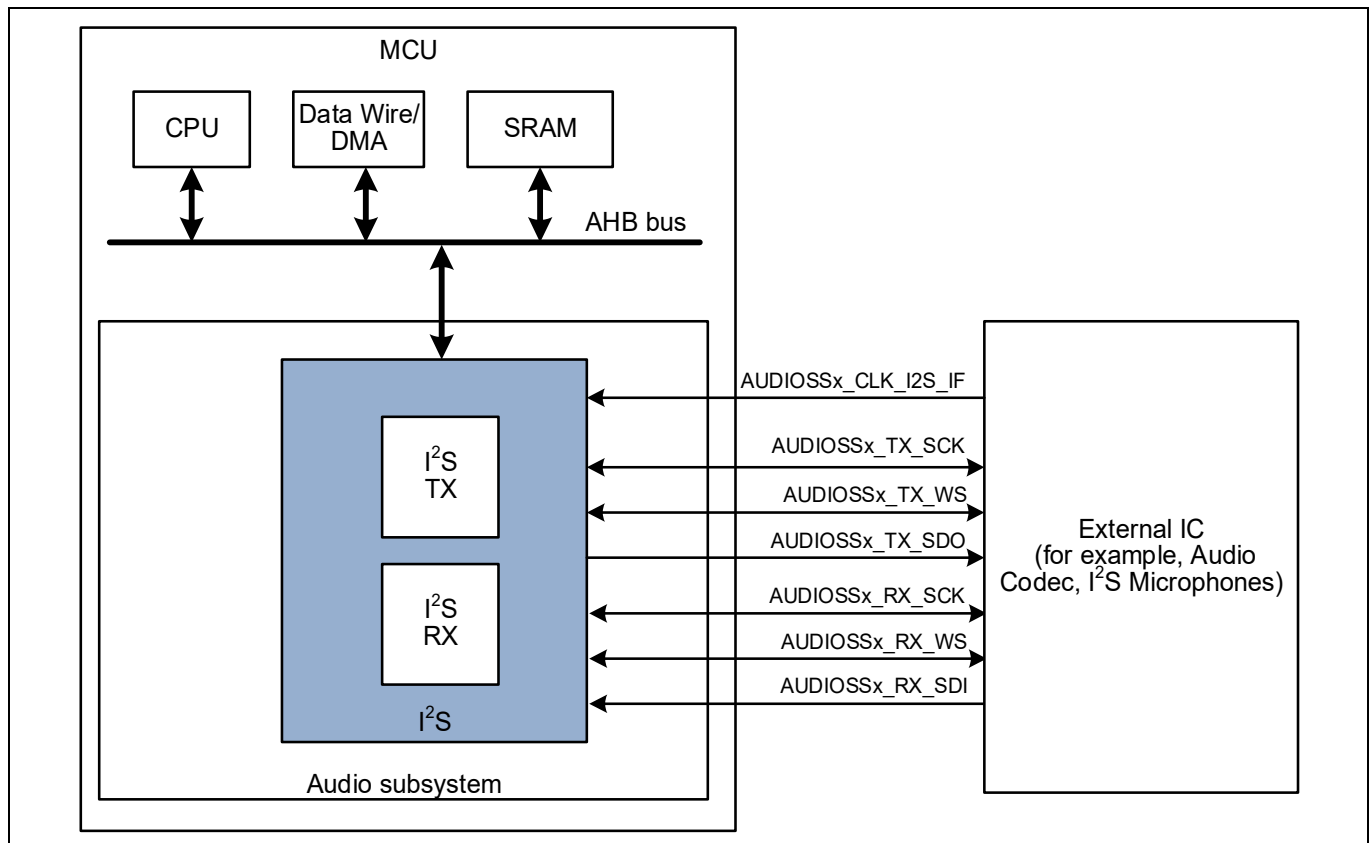 MCU
CPU
Data Wire/
DMA
SRAM
AHB bus
I²S
TX
I²S
RX
I²S
Audio subsystem
AUDIOSSx_CLK_I2S_IF
AUDIOSSx_TX_SCK
AUDIOSSx_TX_WS
AUDIOSSx_TX_SDO
AUDIOSSx_RX_SCK
AUDIOSSx_RX_WS
AUDIOSSx_RX_SDI
External IC
(for example, Audio
Codec, I²S Microphones)